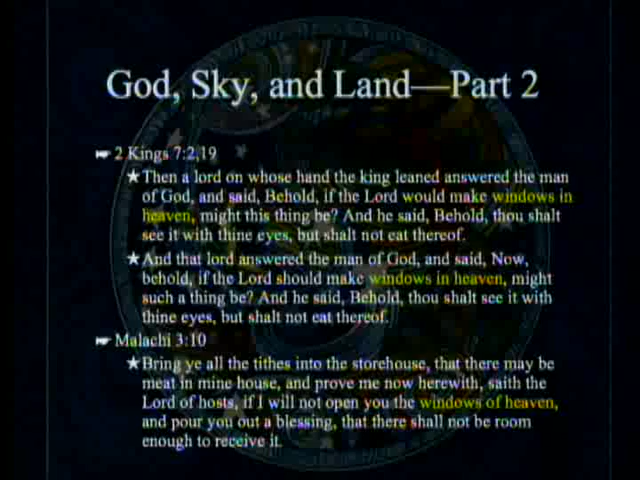 God, Sky, and Land—Part 2
☛ 2 Kings 7:2,19
★Then a lord on whose hand the king leaned answered the man
of God, and said, Behold, if the Lord would make windows in
heaven, might this thing be? And he said, Behold, thou shalt
see it with thine eyes, but shalt not eat thereof.
★And that lord answered the man of God, and said, Now,
behold, if the Lord should make windows in heaven, might
such a thing be? And he said, Behold, thou shalt see it with
thine eyes, but shalt not eat thereof.
☛ Malachi 3:10
★Bring ye all the tithes into the storehouse, that there may be
meat in mine house, and prove me now herewith, saith the
Lord of hosts, if I will not open you the windows of heaven,
and pour you out a blessing, that there shall not be room
enough to receive it.